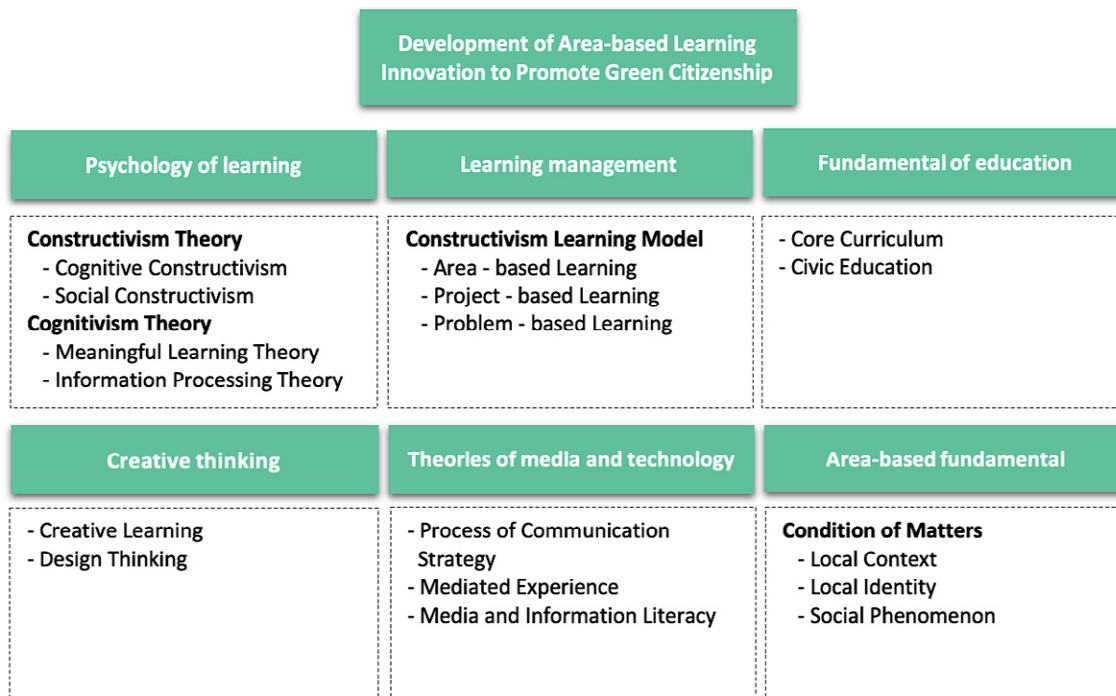 Development of Area-based Learning
Innovation to Promote Green Citizenship
Psychology of learning
Constructivism Theory
- Cognitive Constructivism
- Social Constructivism
Cognitivism Theory
- Meaningful Learning Theory
- Information Processing Theory
Learning management
Constructivism Learning Model
- Area - based Learning
- Project - based Learning
- Problem - based Learning
Fundamental of education
- Core Curriculum
- Civic Education
Creative thinking
- Creative Learning
- Design Thinking
Theories of media and technology
- Process of Communication
Strategy
- Mediated Experience
- Media and Information Literacy
Area-based fundamental
Condition of Matters
- Local Context
- Local Identity
- Social Phenomenon